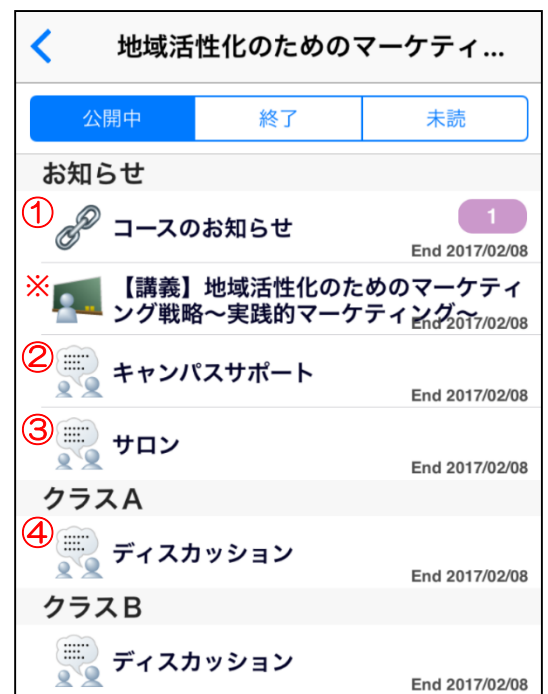 地域活性化のためのマーケティ...
公開中 終了 未読
お知らせ
① コースのお知らせ 1
End 2017/02/08
※ 【講義】地域活性化のためのマーケティ
ング戦略～実践的マーケティング～
End 2017/02/08
② キャンパスサポート
End 2017/02/08
③ サロン
End 2017/02/08
クラスA
④ ディスカッション
End 2017/02/08
クラスB
ディスカッション
End 2017/02/08